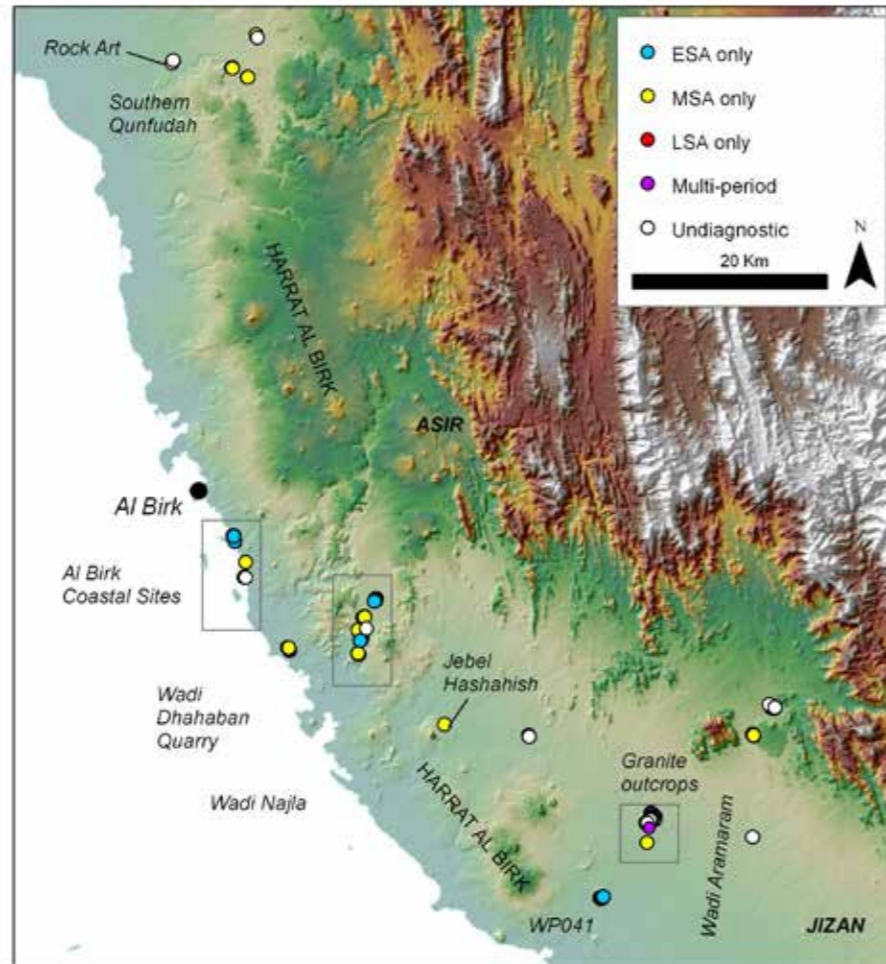 Rock Art
Southern
Qunfudah
ESA only
MSA only
LSA only
Multi-period
Undiagnostic
N
20 Km
HARRAT AL BIRK
ASIR
Al Birk
Al Birk
Coastal Sites
Jebel
Hashahish
Wadi
Dhahaban
Quarry
Granite
outcrops
Wadi Najla
HARRAT AL BIRK
Wadi Aramaram
WP041
JIZAN